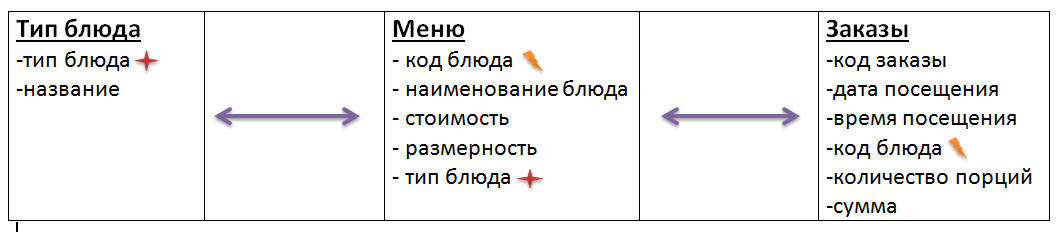 Тип блюда
-тип блюда
-название
Меню
- код блюда
- наименование блюда
- стоимость
- размерность
- тип блюда
Заказы
-код заказы
-дата посещения
-время посещения
-код блюда
-количество порций
-сумма